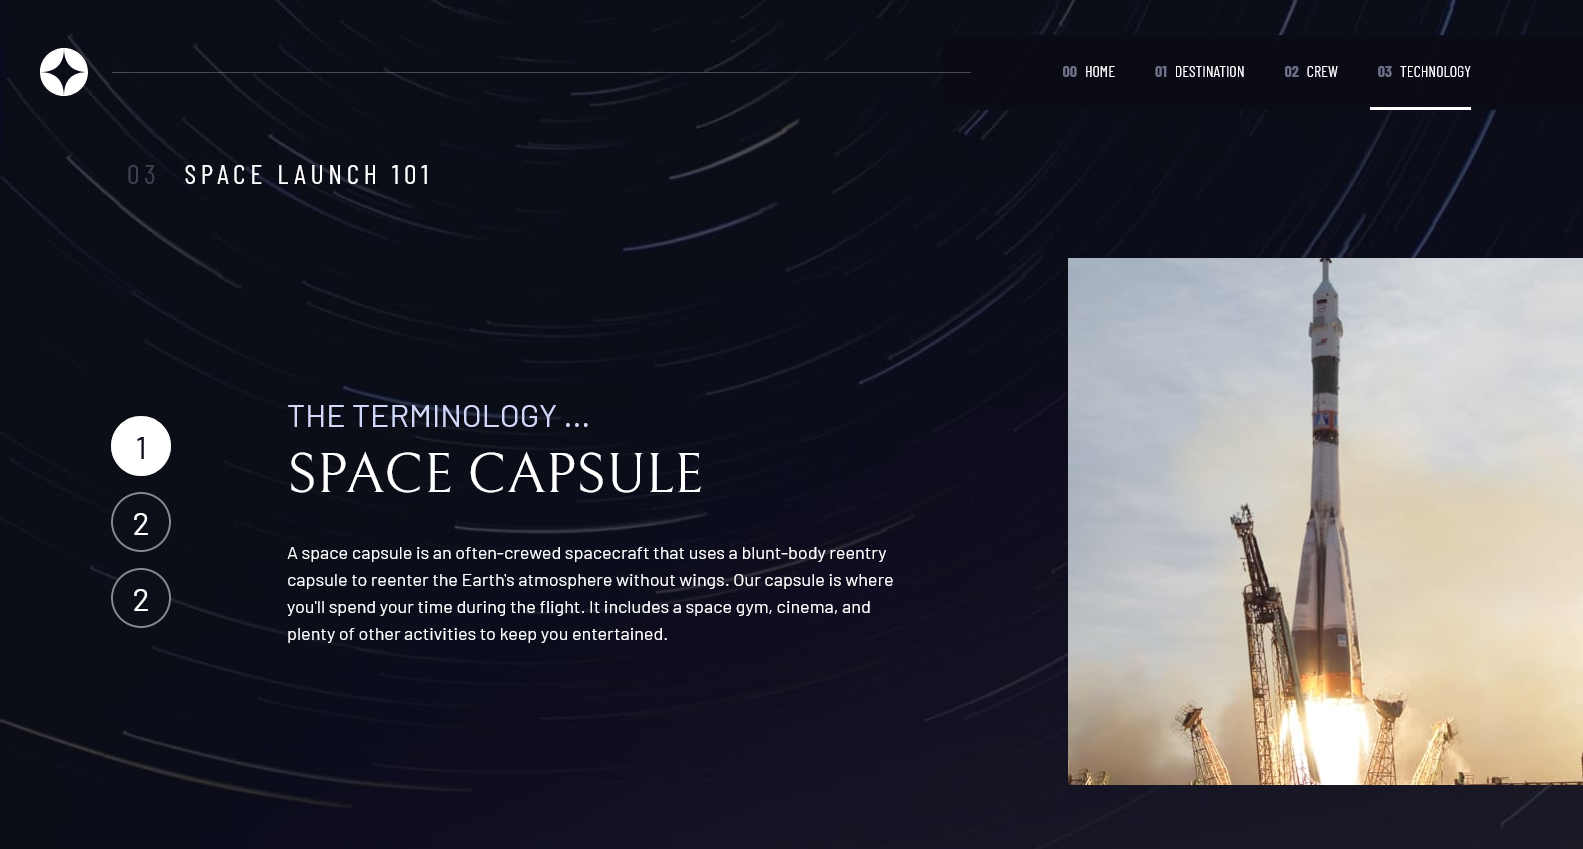 00 HOME
01 DESTINATION
02 CREW
03 TECHNOLOGY
03 SPACE LAUNCH 101
1
2
2
THE TERMINOLOGY ...
SPACE CAPSULE
A space capsule is an often-crewed spacecraft that uses a blunt-body reentry
capsule to reenter the Earth's atmosphere without wings. Our capsule is where
you'll spend your time during the flight. It includes a space gym, cinema, and
plenty of other activities to keep you entertained.